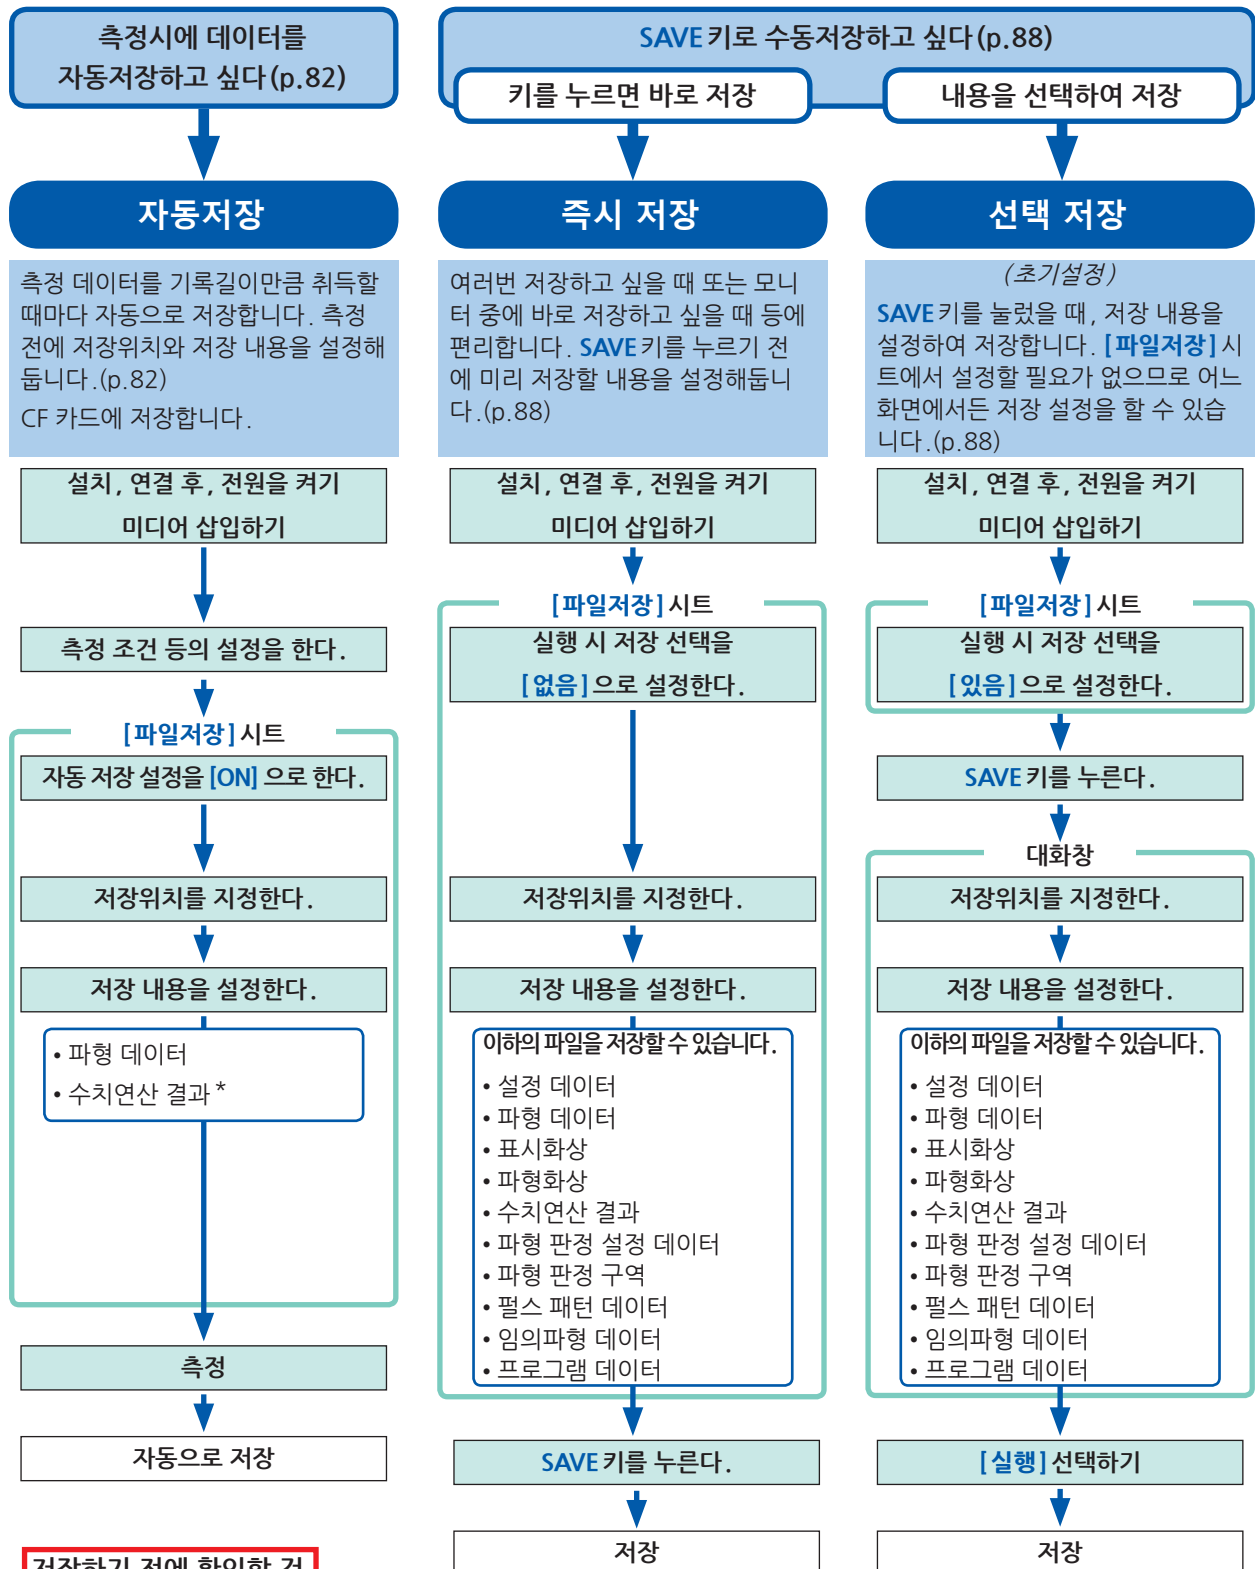 측정시에 데이터를
자동저장하고 싶다(p.82)
자동저장
측정 데이터를 기록길이만큼 취득할
때마다 자동으로 저장합니다. 측정
전에 저장위치와 저장 내용을 설정해
둡니다.(p.82)
CF 카드에 저장합니다.
설치, 연결 후, 전원을 켜기
미디어 삽입하기
측정 조건 등의 설정을 한다.
[파일저장]시트
자동 저장 설정을 [ON] 으로 한다.
저장위치를 지정한다.
저장 내용을 설정한다.
• 파형 데이터
• 수치연산 결과*
측정
자동으로 저장
저장하기 전에 확인할 것
SAVE 키로 수동저장하고 싶다(p.88)
키를 누르면 바로 저장
즉시 저장
여러번 저장하고 싶을 때 또는 모니
터 중에 바로 저장하고 싶을 때 등에
편리합니다. SAVE 키를 누르기 전
에 미리 저장할 내용을 설정해둡니
다.(p.88)
설치, 연결 후, 전원을 켜기
미디어 삽입하기
[파일저장]시트
실행 시 저장 선택을
[없음]으로 설정한다.
저장위치를 지정한다.
저장 내용을 설정한다.
이하의 파일을 저장할 수 있습니다.
• 설정 데이터
• 파형 데이터
• 표시화상
• 파형화상
• 수치연산 결과
• 파형 판정 설정 데이터
• 파형 판정 구역
• 펄스 패턴 데이터
• 임의파형 데이터
• 프로그램 데이터
SAVE 키를 누른다.
저장
내용을 선택하여 저장
선택 저장
(초기설정)
SAVE 키를 눌렀을 때, 저장 내용을
설정하여 저장합니다. [파일저장]시
트에서 설정할 필요가 없으므로 어느
화면에서든 저장 설정을 할 수 있습
니다.(p.88)
설치, 연결 후, 전원을 켜기
미디어 삽입하기
[파일저장]시트
실행 시 저장 선택을
[있음]으로 설정한다.
SAVE 키를 누른다.
대화창
저장위치를 지정한다.
저장 내용을 설정한다.
이하의 파일을 저장할 수 있습니다.
• 설정 데이터
• 파형 데이터
• 표시화상
• 파형화상
• 수치연산 결과
• 파형 판정 설정 데이터
• 파형 판정 구역
• 펄스 패턴 데이터
• 임의파형 데이터
• 프로그램 데이터
[실행]선택하기
저장